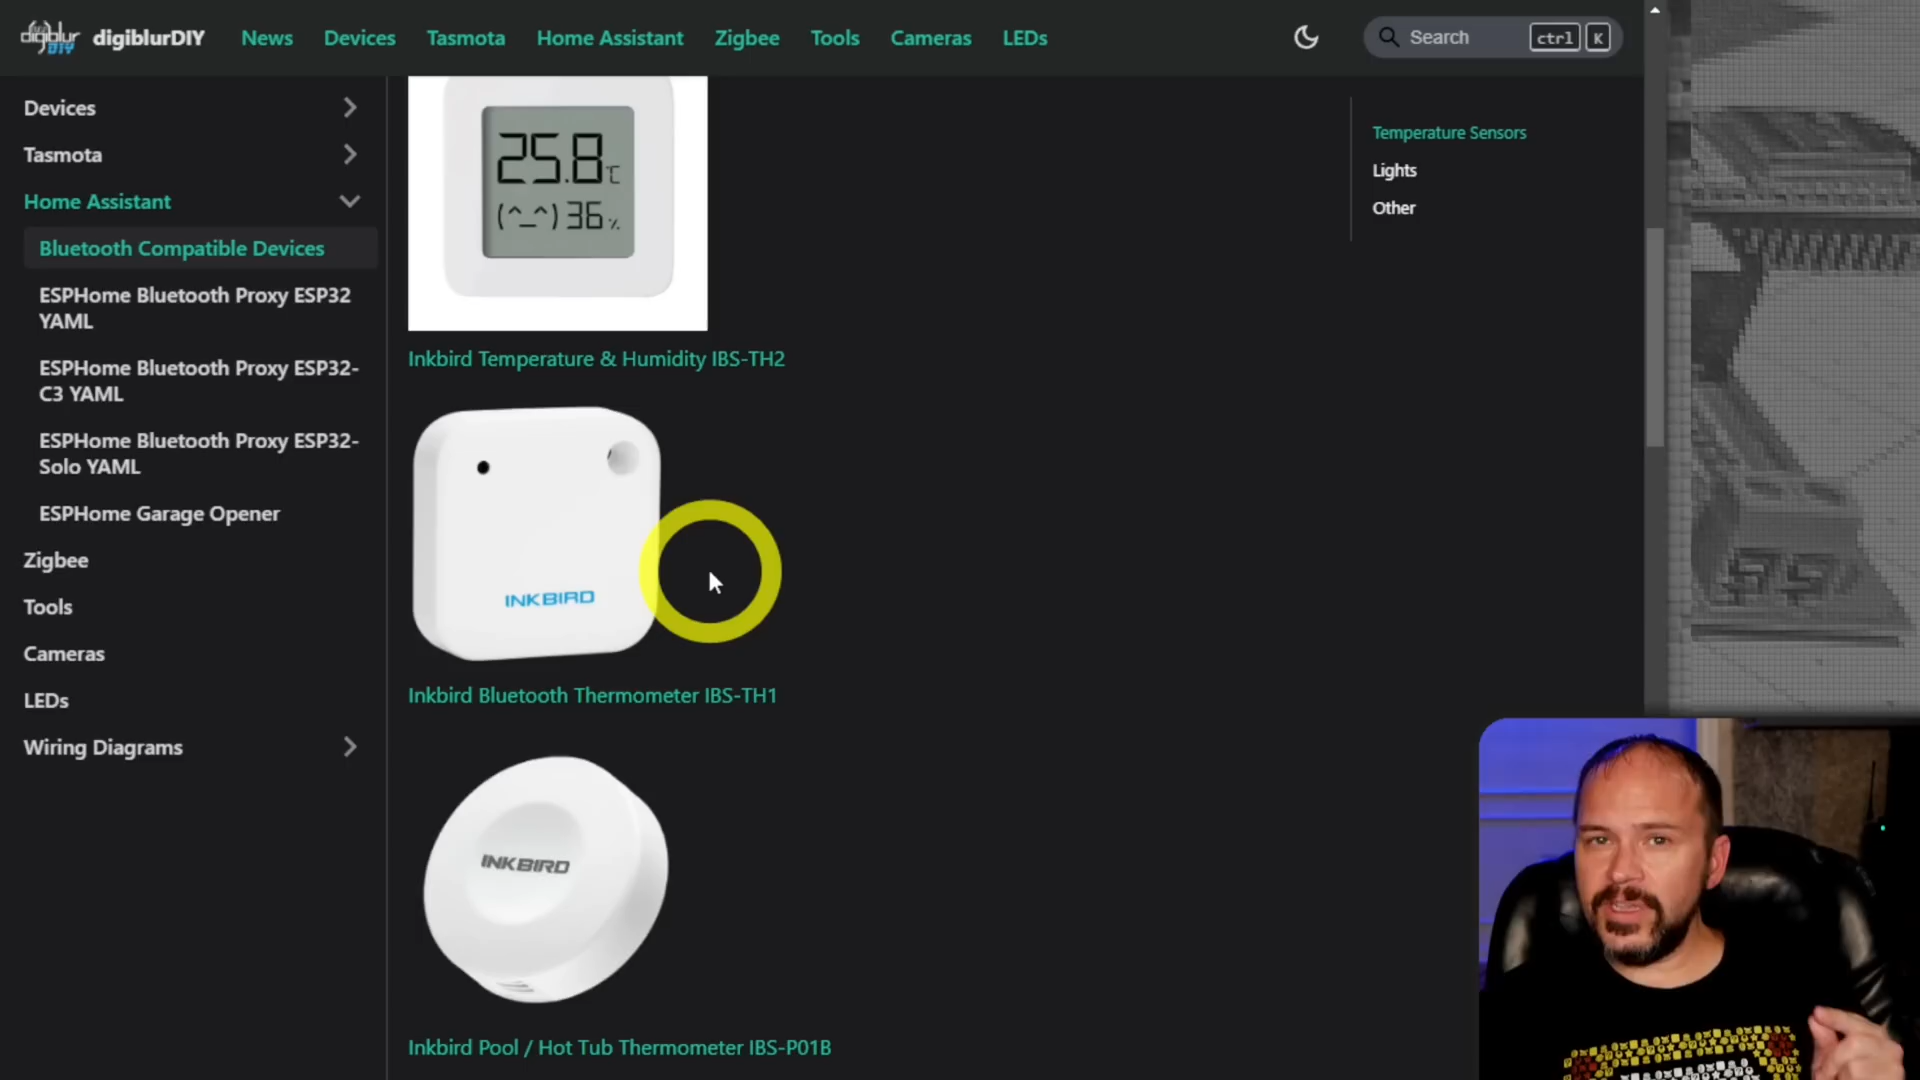 digiblur
DIY
digiblurDIY
News
Devices
Tasmota
Home Assistant
Zigbee
Tools
Cameras
LEDs
Search
ctrl
K
Devices
Tasmota
Home Assistant
Bluetooth Compatible Devices
ESPHome Bluetooth Proxy ESP32
YAML
ESPHome Bluetooth Proxy ESP32-
C3 YAML
ESPHome Bluetooth Proxy ESP32-
Solo YAML
ESPHome Garage Opener
Zigbee
Tools
Cameras
LEDs
Wiring Diagrams
25.8°C
(^_^) 36%
Inkbird Temperature & Humidity IBS-TH2
INKBIRD
Inkbird Bluetooth Thermometer IBS-TH1
INKBIRD
Inkbird Pool / Hot Tub Thermometer IBS-P01B
Temperature Sensors
Lights
Other